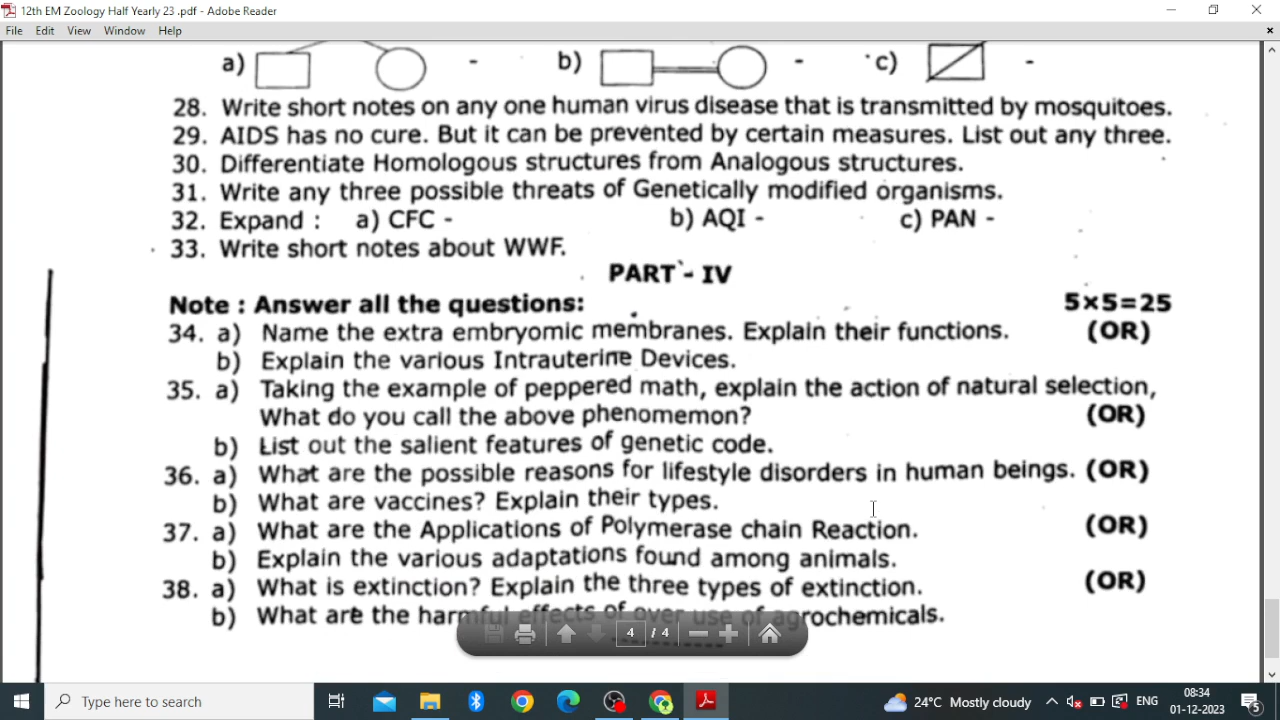 12th EM Zoology Half Yearly 23 .pdf - Adobe Reader
File Edit View Window Help
a) - b) - c) -
28. Write short notes on any one human virus disease that is transmitted by mosquitoes.
29. AIDS has no cure. But it can be prevented by certain measures. List out any three.
30. Differentiate Homologous structures from Analogous structures.
31. Write any three possible threats of Genetically modified organisms.
32. Expand : a) CFC - b) AQI - c) PAN -
33. Write short notes about WWF.
PART - IV
Note : Answer all the questions: 5×5=25
34. a) Name the extra embryomic membranes. Explain their functions. (OR)
b) Explain the various Intrauterine Devices.
35. a) Taking the example of peppered math, explain the action of natural selection,
What do you call the above phenomemon? (OR)
b) List out the salient features of genetic code.
36. a) What are the possible reasons for lifestyle disorders in human beings. (OR)
b) What are vaccines? Explain their types.
37. a) What are the Applications of Polymerase chain Reaction. (OR)
b) Explain the various adaptations found among animals.
38. a) What is extinction? Explain the three types of extinction. (OR)
b) What are the harmful effects of over use of agrochemicals.
4 / 4
Type here to search
24°C Mostly cloudy ENG 08:34
01-12-2023 5